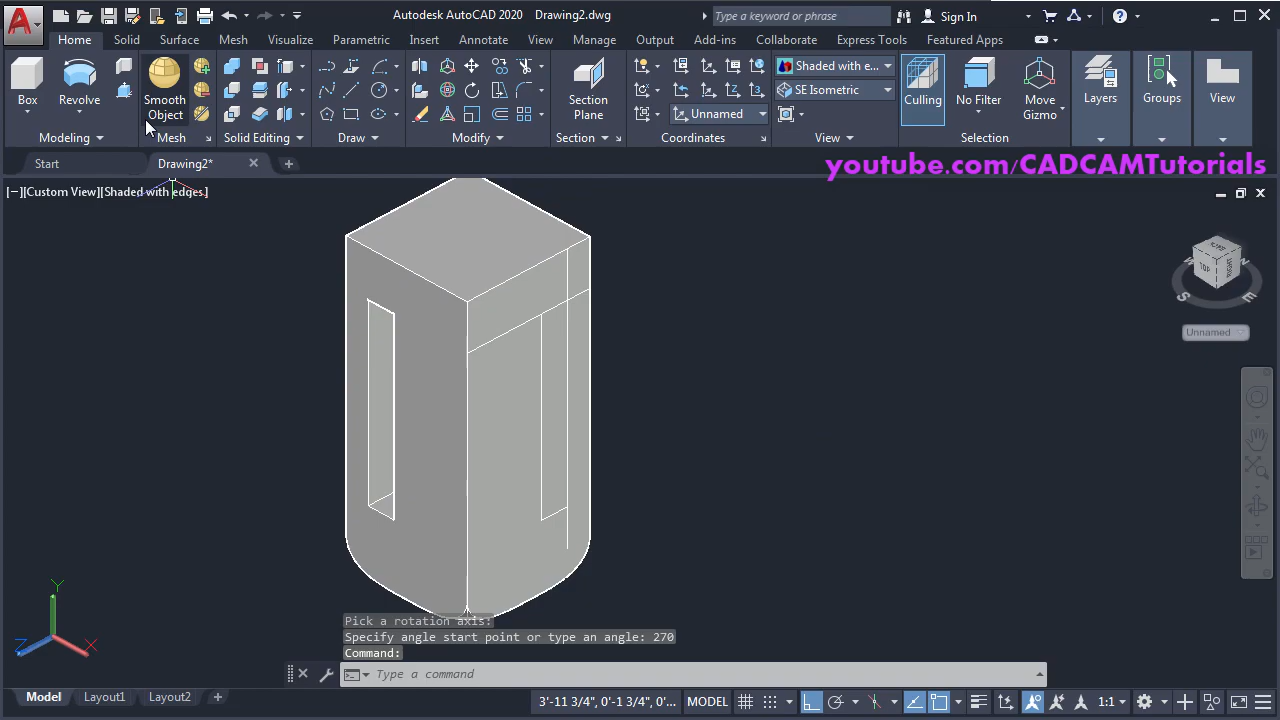 Autodesk AutoCAD 2020 Drawing2.dwg Type a keyword or phrase Sign In
Home Solid Surface Mesh Visualize Parametric Insert Annotate View Manage Output Add-ins Collaborate Express Tools Featured Apps
Shaded with e...
SE Isometric
Unnamed
Box Revolve Smooth Object Section Plane Culling No Filter Move Gizmo Layers Groups View
Modeling Mesh Solid Editing Draw Modify Section Coordinates View Selection
Start Drawing2*
youtube.com/CADCAMTutorials
[−][Custom View][Shaded with edges]
TOP RIGHT
S E
Unnamed
Y
Z X
Pick a rotation axis:
Specify angle start point or type an angle: 270
Command:
Type a command
Model Layout1 Layout2 3'-11 3/4", 0'-1 3/4", 0'... MODEL 1:1